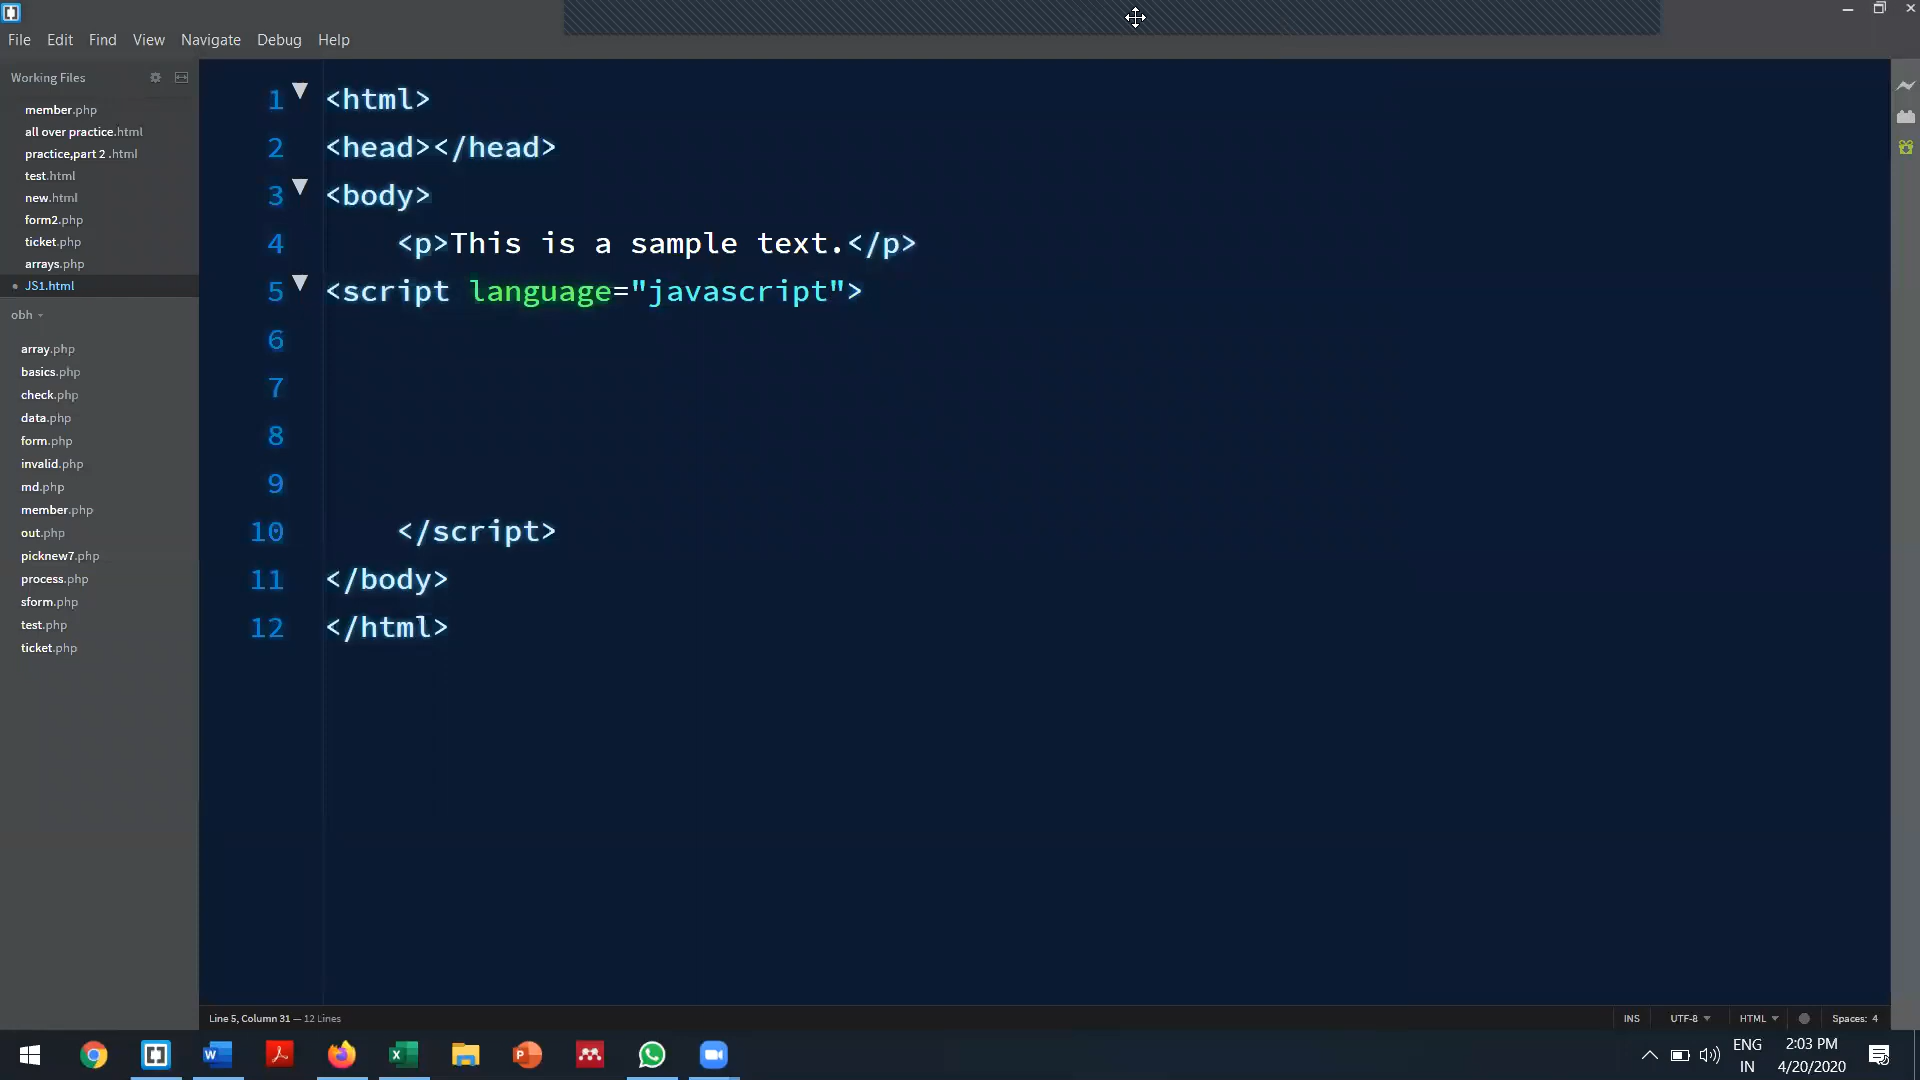 File Edit Find View Navigate Debug Help
Working Files
member.php
all over practice.html
practice,part 2 .html
test.html
new.html
form2.php
ticket.php
arrays.php
JS1.html
obh
array.php
basics.php
check.php
data.php
form.php
invalid.php
md.php
member.php
out.php
picknew7.php
process.php
sform.php
test.php
ticket.php
1 <html>
2 <head></head>
3 <body>
4 <p>This is a sample text.</p>
5 <script language="javascript">
6
7
8
9
10 </script>
11 </body>
12 </html>
Line 5, Column 31 — 12 Lines
INS UTF-8 HTML Spaces: 4
ENG
IN
2:03 PM
4/20/2020